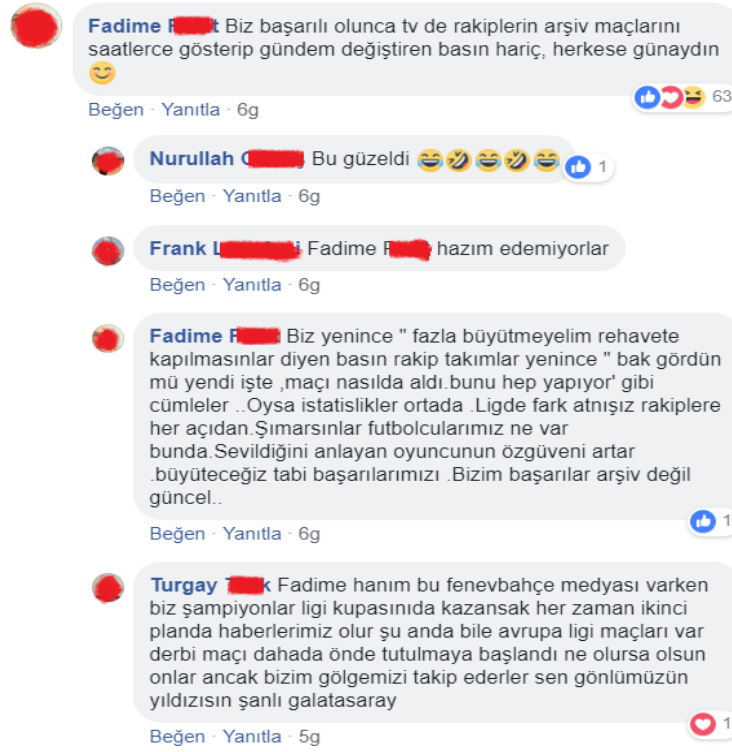 Fadime Biz başarılı olunca tv de rakiplerin arşiv maçlarını
saatlerce gösterip gündem değiştiren basın hariç, herkese günaydın
😊
63
Beğen · Yanıtla · 6g
Nurullah Bu güzeldi 😂🤣😂🤣😂
1
Beğen · Yanıtla · 6g
Frank Fadime hazım edemiyorlar
Beğen · Yanıtla · 6g
Fadime Biz yenince " fazla büyütmeyelim rehavete
kapılmasınlar diyen basın rakip takımlar yenince " bak gördün
mü yendi işte ,maçı nasılda aldı.bunu hep yapıyor' gibi
cümleler ..Oysa istatislikler ortada .Ligde fark atnışız rakiplere
her açıdan.Şımarsınlar futbolcularımız ne var
bunda.Sevildiğini anlayan oyuncunun özgüveni artar
.büyüteceğiz tabi başarılarımızı .Bizim başarılar arşiv değil
güncel..
1
Beğen · Yanıtla · 6g
Turgay Fadime hanım bu fenevbahçe medyası varken
biz şampiyonlar ligi kupasınıda kazansak her zaman ikinci
planda haberlerimiz olur şu anda bile avrupa ligi maçları var
derbi maçı dahada önde tutulmaya başlandı ne olursa olsun
onlar ancak bizim gölgemizi takip ederler sen gönlümüzün
yıldızısın şanlı galatasaray
1
Beğen · Yanıtla · 5g